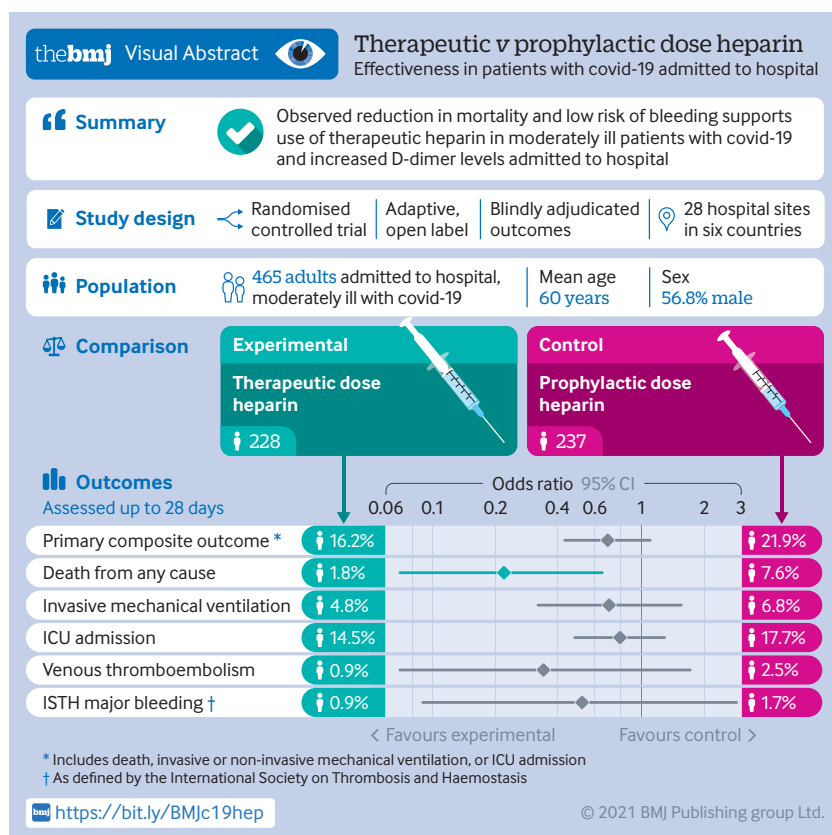 thebmj Visual Abstract
Therapeutic v prophylactic dose heparin
Effectiveness in patients with covid-19 admitted to hospital
Summary
Observed reduction in mortality and low risk of bleeding supports
use of therapeutic heparin in moderately ill patients with covid-19
and increased D-dimer levels admitted to hospital
Study design
Randomised
controlled trial
Adaptive,
open label
Blindly adjudicated
outcomes
28 hospital sites
in six countries
Population
465 adults admitted to hospital,
moderately ill with covid-19
Mean age
60 years
Sex
56.8% male
Comparison
Experimental
Therapeutic dose
heparin
228
Control
Prophylactic dose
heparin
237
Outcomes
Assessed up to 28 days
Odds ratio 95% CI
0.06 0.1 0.2 0.4 0.6 1 2 3
Primary composite outcome * 16.2% 21.9%
Death from any cause 1.8% 7.6%
Invasive mechanical ventilation 4.8% 6.8%
ICU admission 14.5% 17.7%
Venous thromboembolism 0.9% 2.5%
ISTH major bleeding † 0.9% 1.7%
< Favours experimental Favours control >
* Includes death, invasive or non-invasive mechanical ventilation, or ICU admission
† As defined by the International Society on Thrombosis and Haemostasis
bmj https://bit.ly/BMJc19hep
© 2021 BMJ Publishing group Ltd.